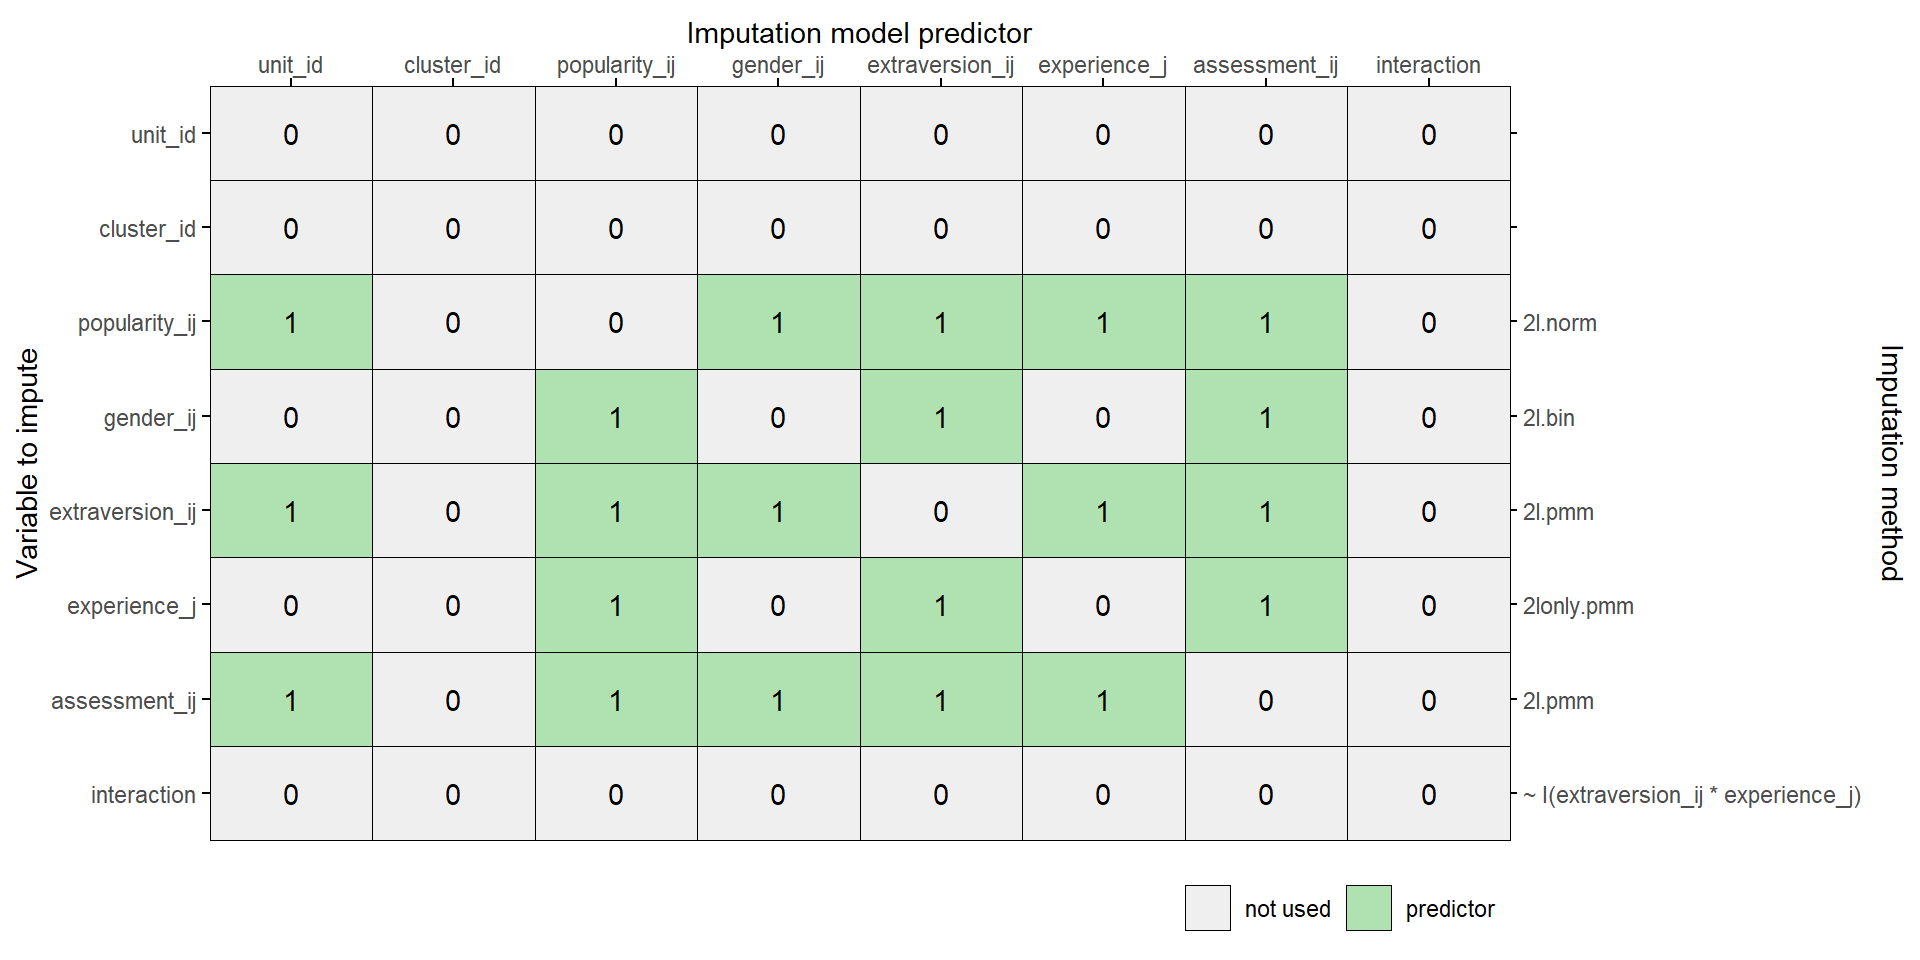 Imputation model predictor
unit_id cluster_id popularity_ij gender_ij extraversion_ij experience_j assessment_ij interaction
Variable to impute
Imputation method
unit_id 0 0 0 0 0 0 0 0
cluster_id 0 0 0 0 0 0 0 0
popularity_ij 1 0 0 1 1 1 1 0 2l.norm
gender_ij 0 0 1 0 1 0 1 0 2l.bin
extraversion_ij 1 0 1 1 0 1 1 0 2l.pmm
experience_j 0 0 1 0 1 0 1 0 2lonly.pmm
assessment_ij 1 0 1 1 1 1 0 0 2l.pmm
interaction 0 0 0 0 0 0 0 0 ~ I(extraversion_ij * experience_j)
not used predictor